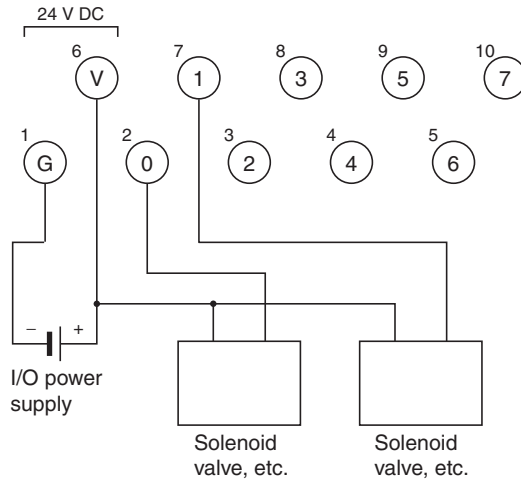 24 V DC
6 7 8 9 10
V 1 3 5 7
1 2 3 4 5
G 0 2 4 6
− +
I/O power
supply
Solenoid
valve, etc.
Solenoid
valve, etc.